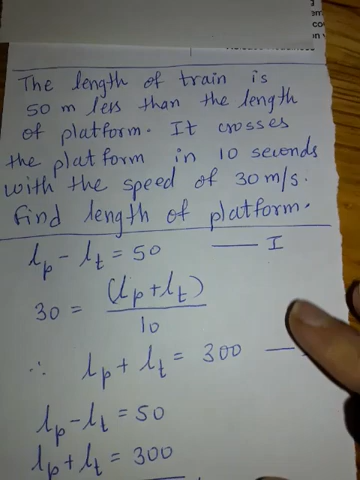 The length of train is
50 m less than the length
of platform. It crosses
the platform in 10 seconds
with the speed of 30 m/s.
Find length of platform.
lp - lt = 50 — I
30 = (lp + lt) / 10
∴ lp + lt = 300 —
lp - lt = 50
lp + lt = 300